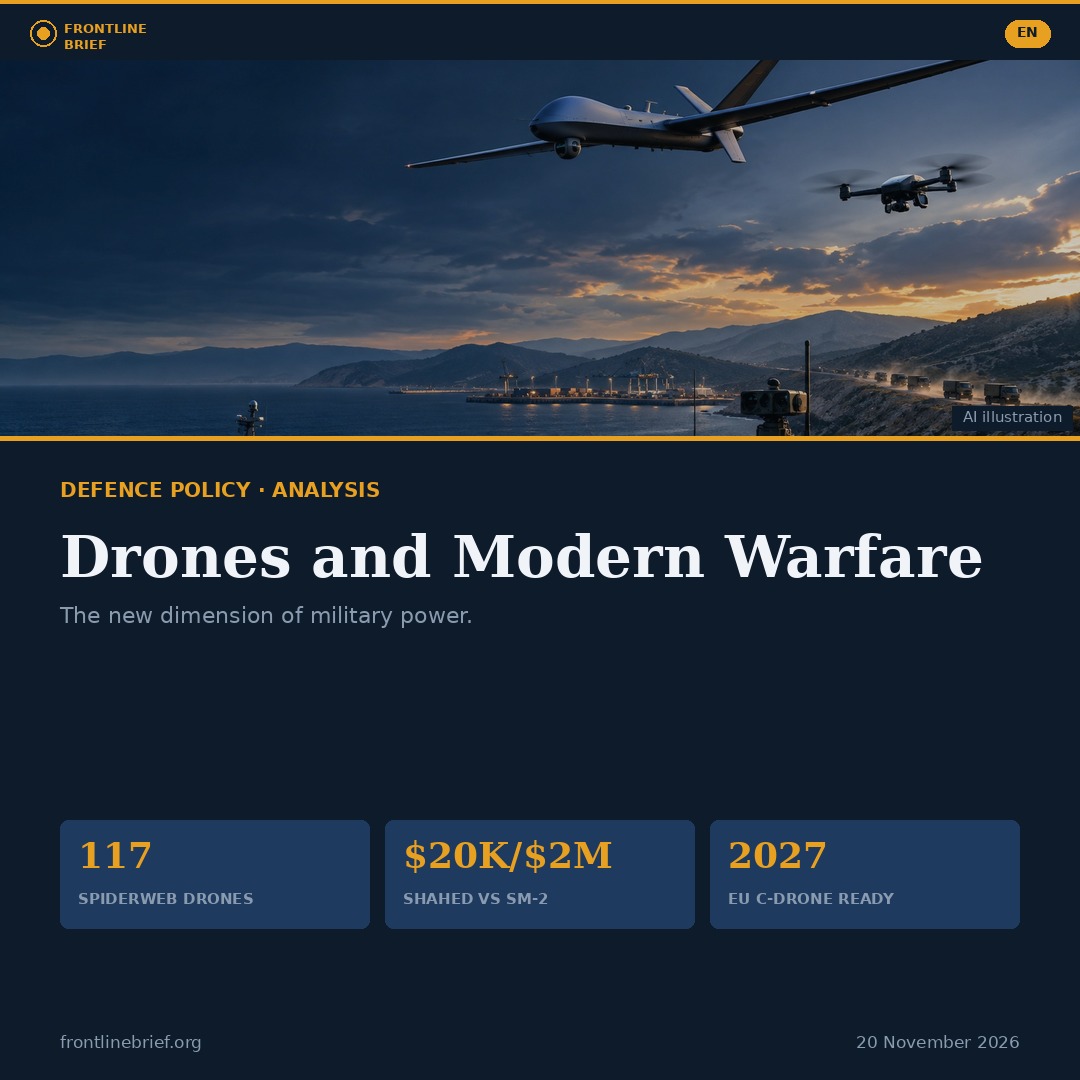 FRONTLINE
BRIEF
EN
AI illustration
DEFENCE POLICY · ANALYSIS
Drones and Modern Warfare
The new dimension of military power.
117
SPIDERWEB DRONES
$20K/$2M
SHAHED VS SM-2
2027
EU C-DRONE READY
frontlinebrief.org
20 November 2026